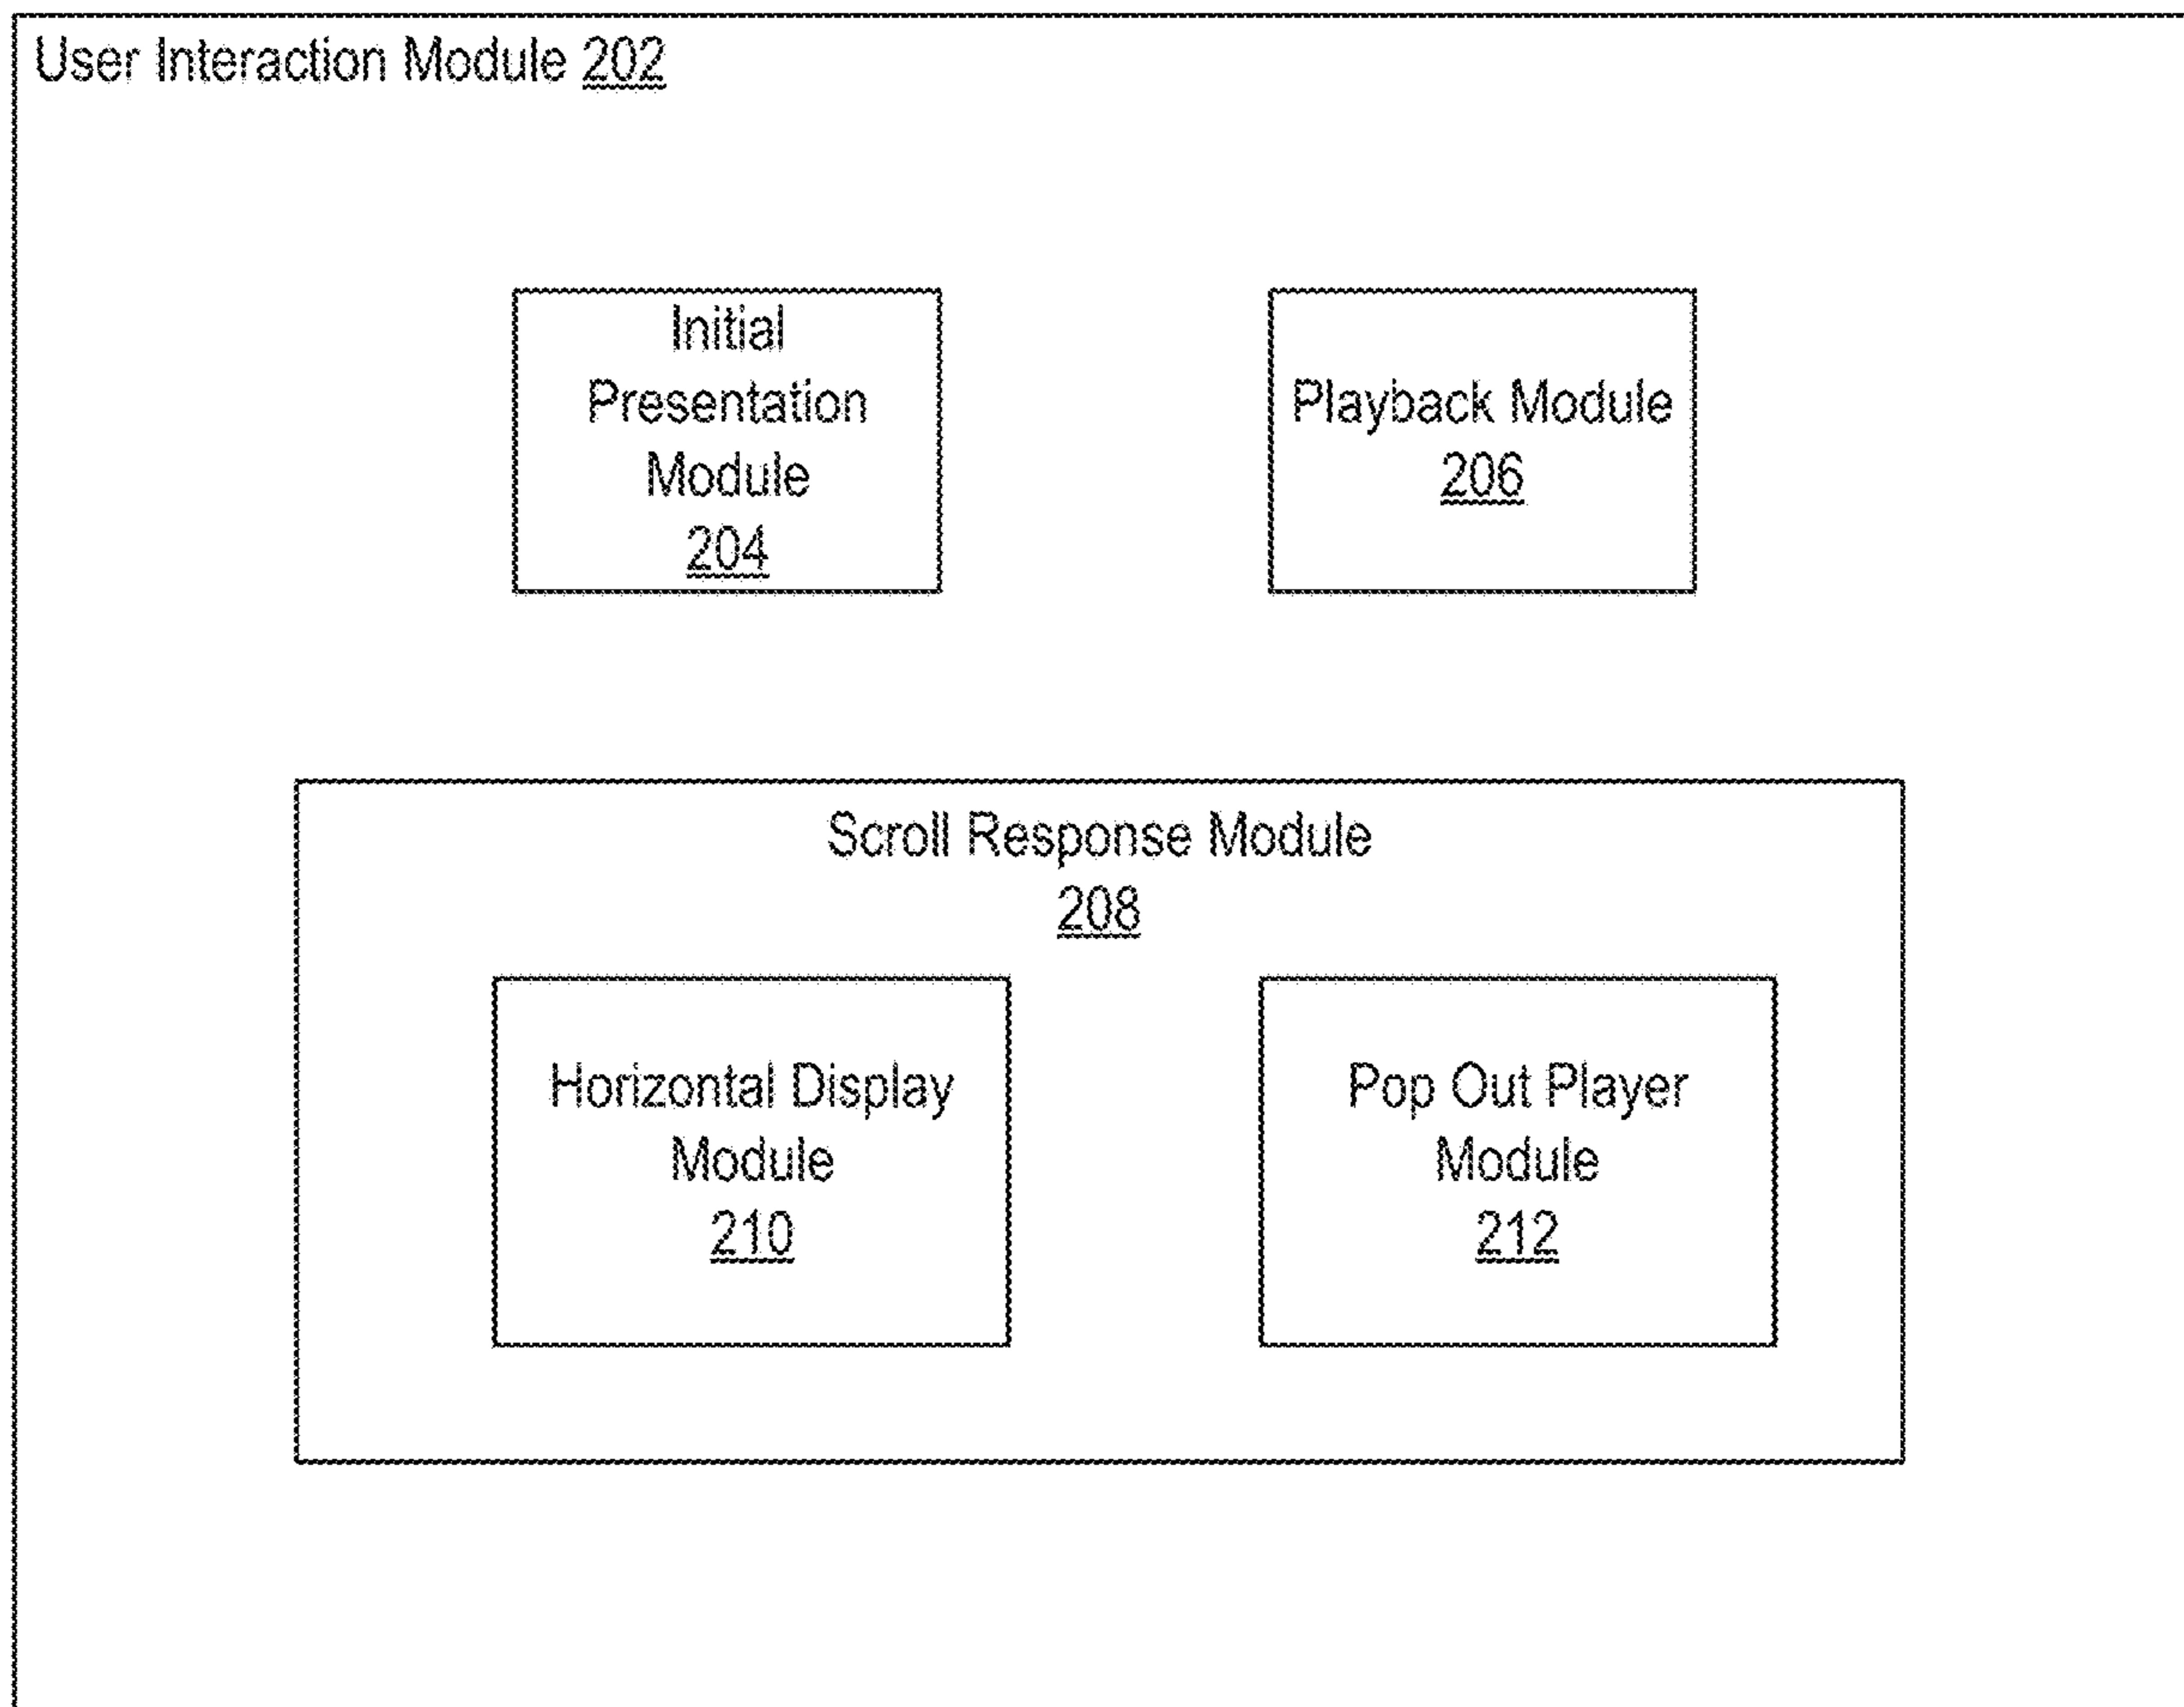 User Interaction Module 202
Initial
Presentation
Module
204
Playback Module
206
Scroll Response Module
208
Horizontal Display
Module
210
Pop Out Player
Module
212